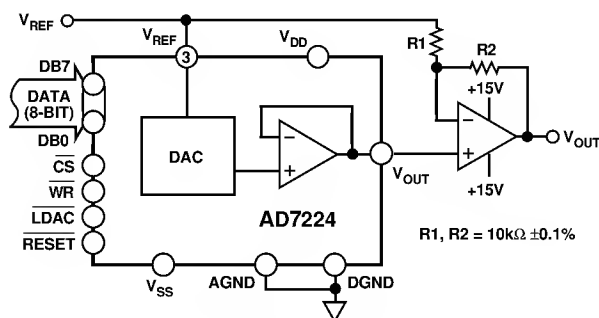 VREF
VREF
3
VDD
R1
R2
+15V
DB7
DATA
(8-BIT)
DB0
DAC
VOUT
VOUT
+15V
CS
WR
LDAC
RESET
AD7224
R1, R2 = 10kΩ ±0.1%
VSS
AGND
DGND